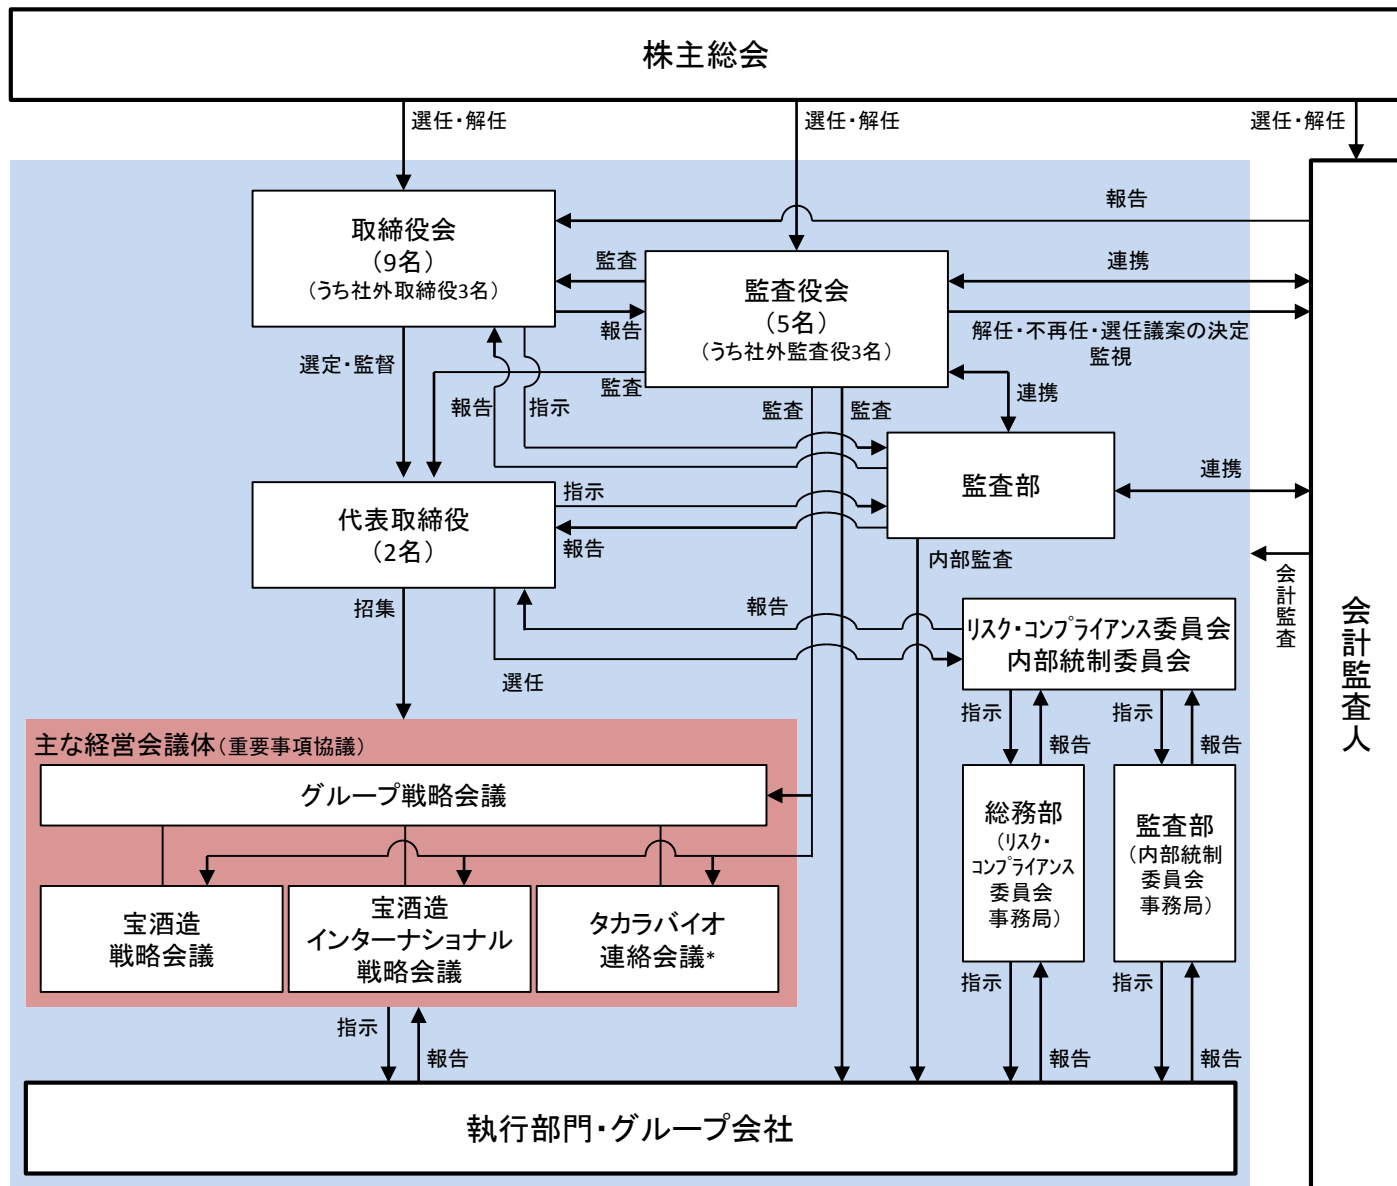 株主総会
選任・解任
選任・解任
選任・解任
取締役会
（9名）
（うち社外取締役3名）
報告
監査
監査役会
（5名）
（うち社外監査役3名）
連携
報告
解任・不再任・選任議案の決定
監視
選定・監督
監査
報告
指示
監査
監査
連携
監査部
連携
代表取締役
（2名）
指示
報告
内部監査
会計監査
会計監査人
招集
報告
選任
リスク・コンプライアンス委員会
内部統制委員会
指示
報告
指示
報告
主な経営会議体（重要事項協議）
グループ戦略会議
宝酒造
戦略会議
宝酒造
インターナショナル
戦略会議
タカラバイオ
連絡会議*
総務部
（リスク・
コンプライアンス
委員会
事務局）
監査部
（内部統制
委員会
事務局）
指示
報告
指示
報告
指示
報告
執行部門・グループ会社